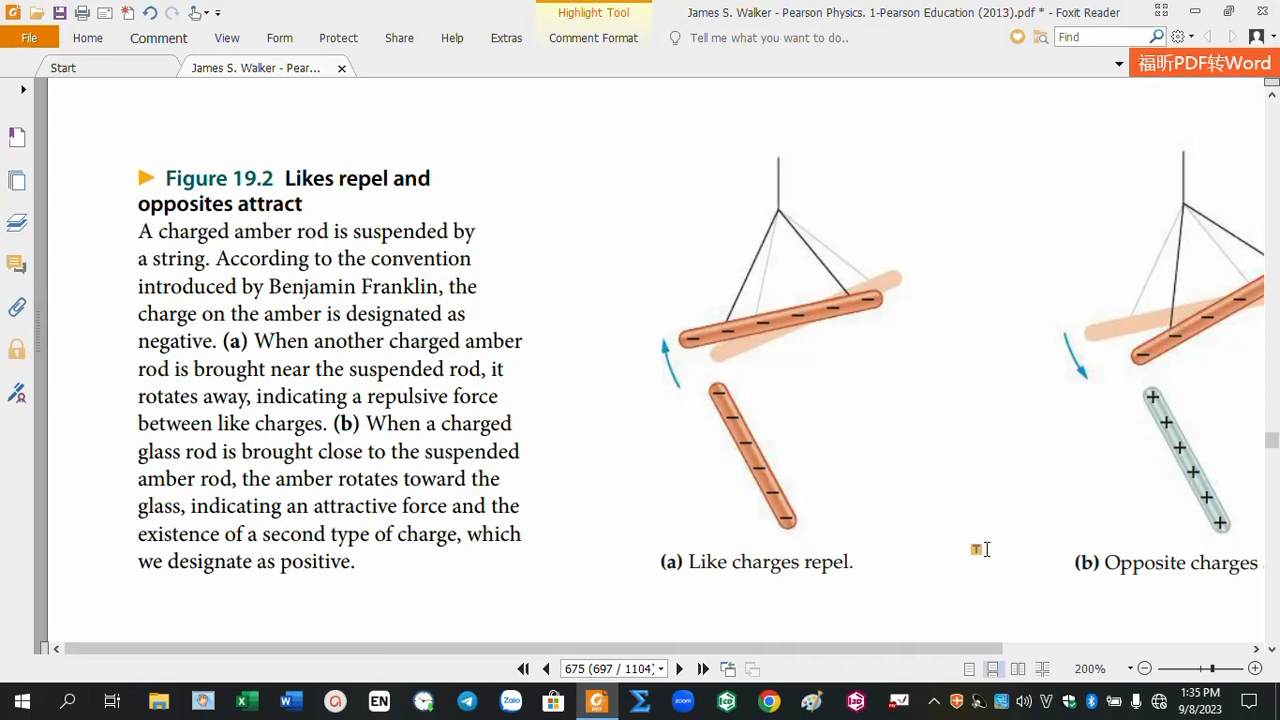 Highlight Tool
James S. Walker - Pearson Physics. 1-Pearson Education (2013).pdf * - Foxit Reader
File Home Comment View Form Protect Share Help Extras Comment Format Tell me what you want to do.. Find
Start James S. Walker - Pear... 福昕PDF转Word
Figure 19.2 Likes repel and
opposites attract
A charged amber rod is suspended by
a string. According to the convention
introduced by Benjamin Franklin, the
charge on the amber is designated as
negative. (a) When another charged amber
rod is brought near the suspended rod, it
rotates away, indicating a repulsive force
between like charges. (b) When a charged
glass rod is brought close to the suspended
amber rod, the amber rotates toward the
glass, indicating an attractive force and the
existence of a second type of charge, which
we designate as positive.
(a) Like charges repel.
(b) Opposite charges
675 (697 / 1104) 200%
EN Zalo
1:35 PM
9/8/2023